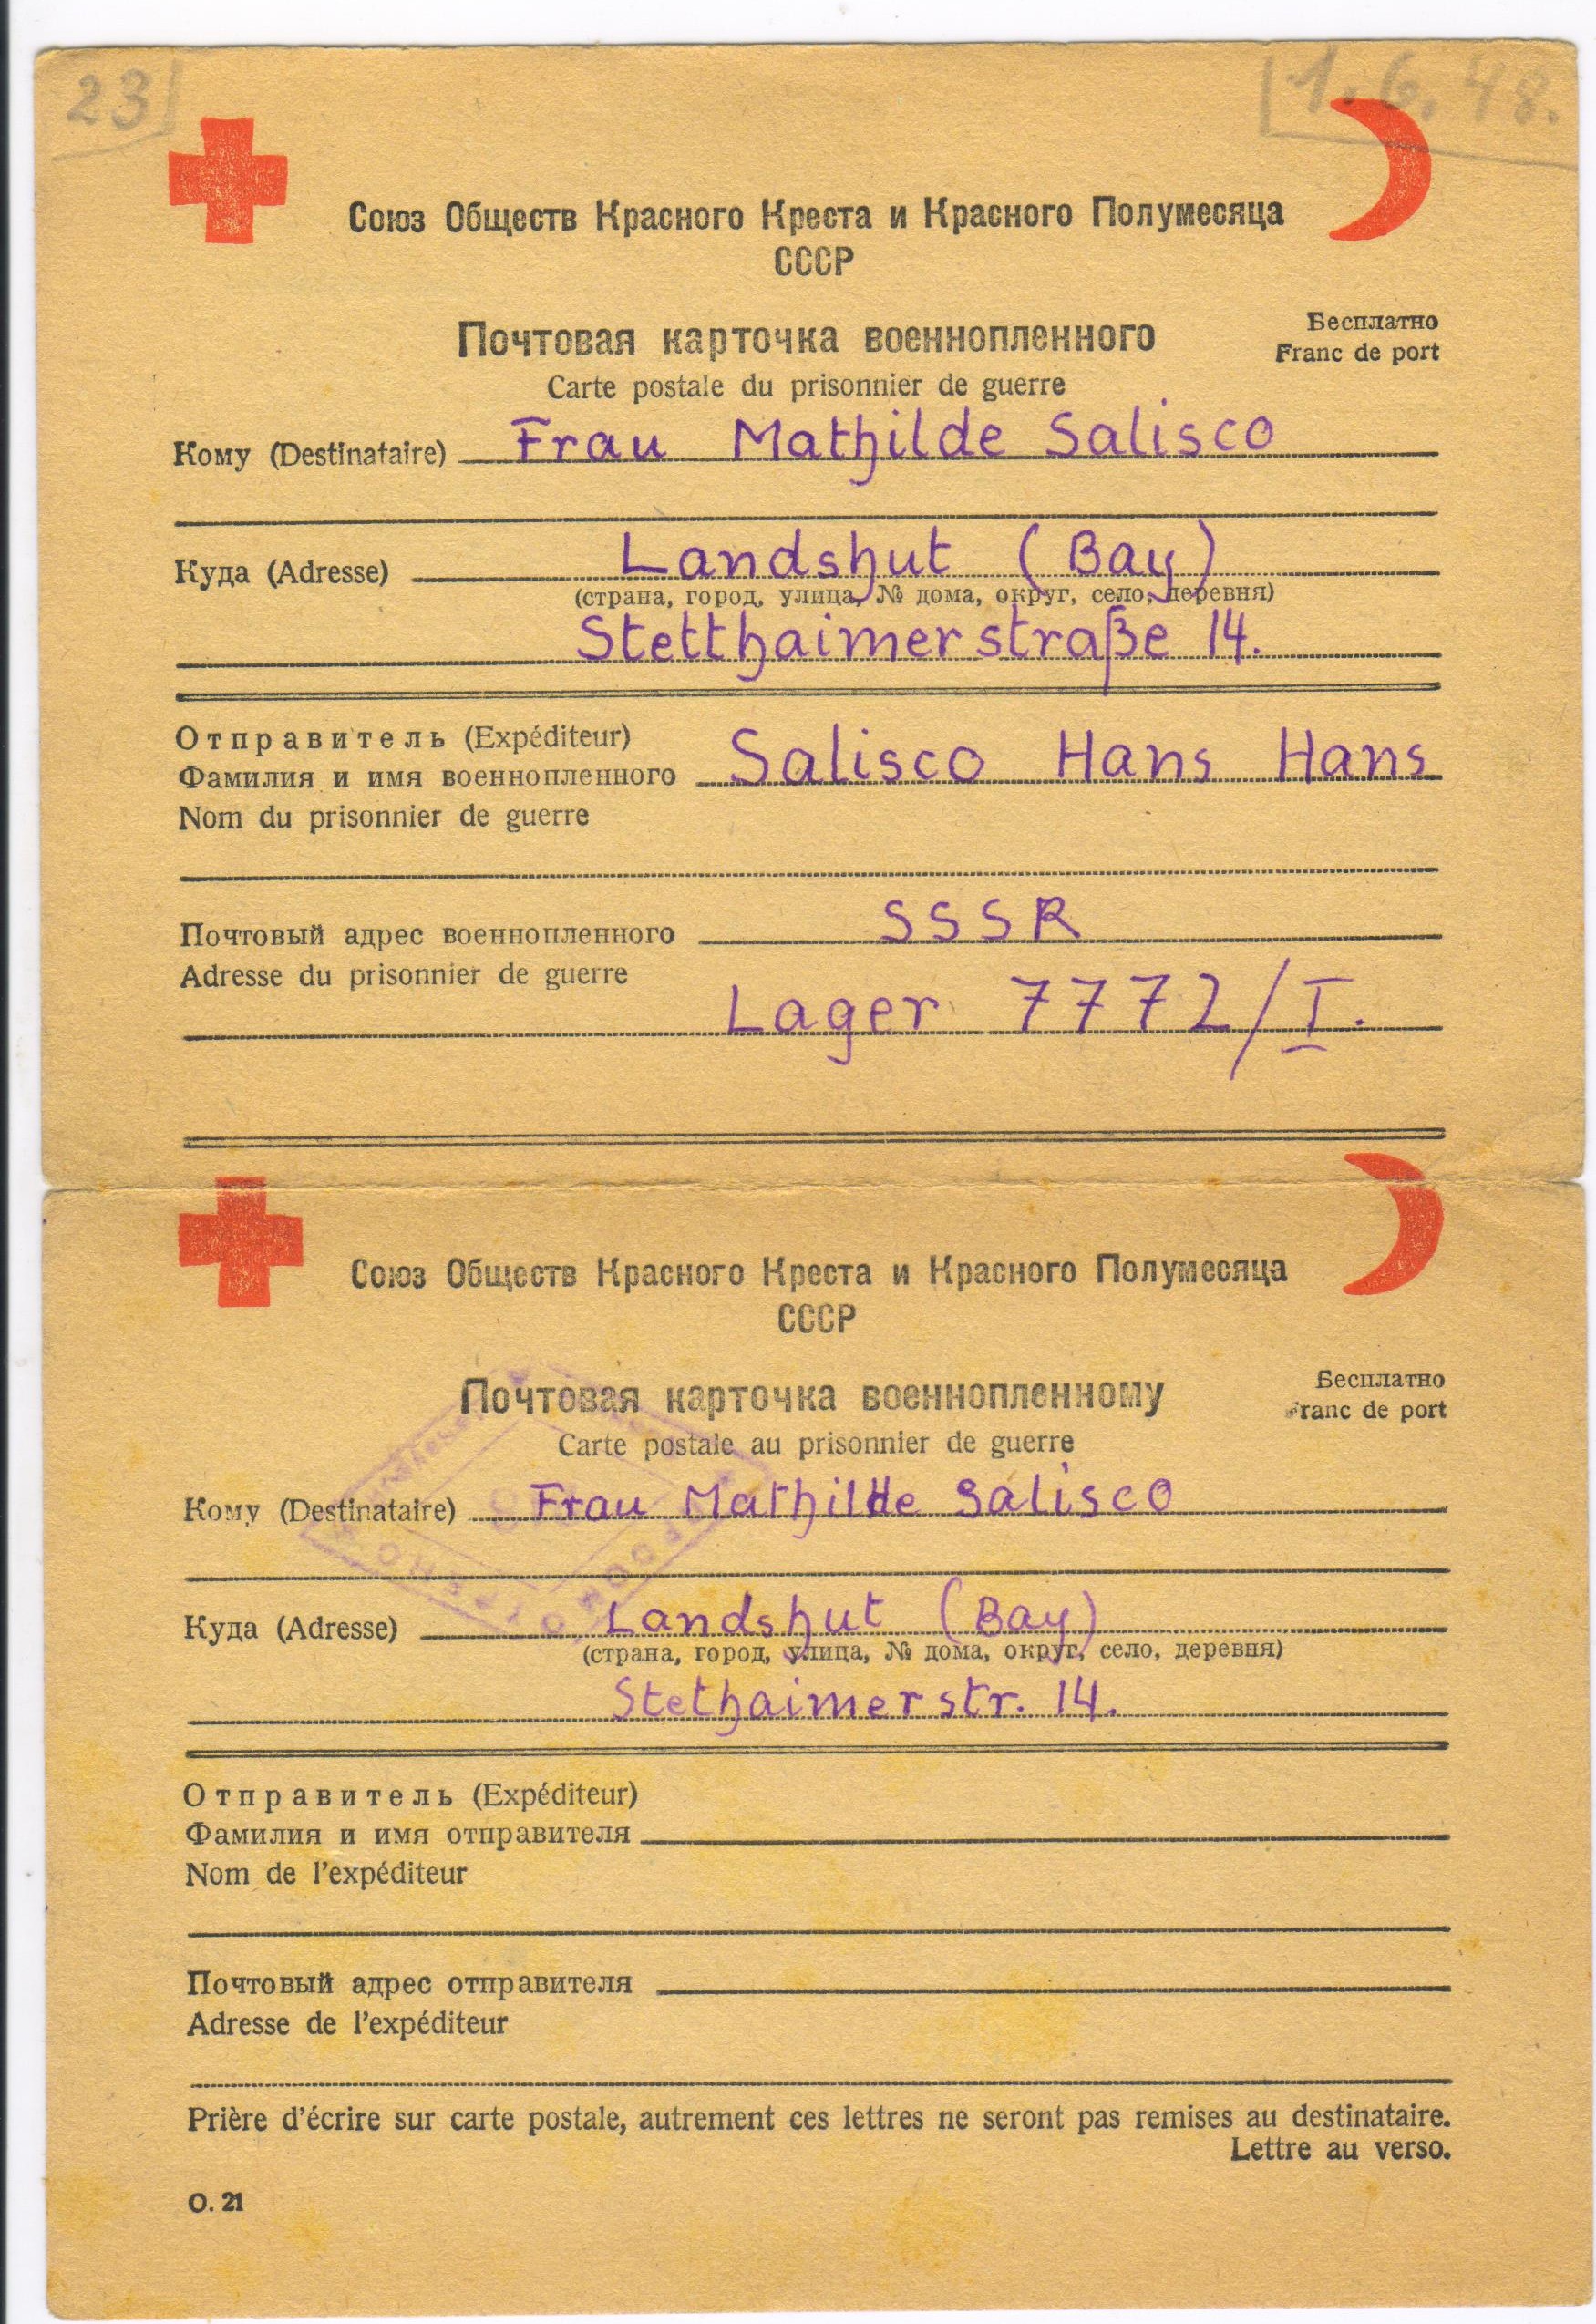 23
1. 6. 48.
Союз Обществ Красного Креста и Красного Полумесяца
СССР
Почтовая карточка военнопленного
Бесплатно
Franc de port
Carte postale du prisonnier de guerre
Кому (Destinataire) Frau Mathilde Salisco
Куда (Adresse) Landshut (Bay)
(страна, город, улица, № дома, округ, село, деревня)
Stetthaimerstraße 14.
Отправитель (Expéditeur)
Фамилия и имя военнопленного Salisco Hans Hans
Nom du prisonnier de guerre
Почтовый адрес военнопленного SSSR
Adresse du prisonnier de guerre
Lager 7772/I.
Союз Обществ Красного Креста и Красного Полумесяца
СССР
Почтовая карточка военнопленному
Бесплатно
Franc de port
Carte postale au prisonnier de guerre
Кому (Destinataire) Frau Mathilde Salisco
Куда (Adresse) Landshut (Bay)
(страна, город, улица, № дома, округ, село, деревня)
Stethaimerstr. 14.
Отправитель (Expéditeur)
Фамилия и имя отправителя
Nom de l'expéditeur
Почтовый адрес отправителя
Adresse de l'expéditeur
Prière d'écrire sur carte postale, autrement ces lettres ne seront pas remises au destinataire.
Lettre au verso.
О. 21